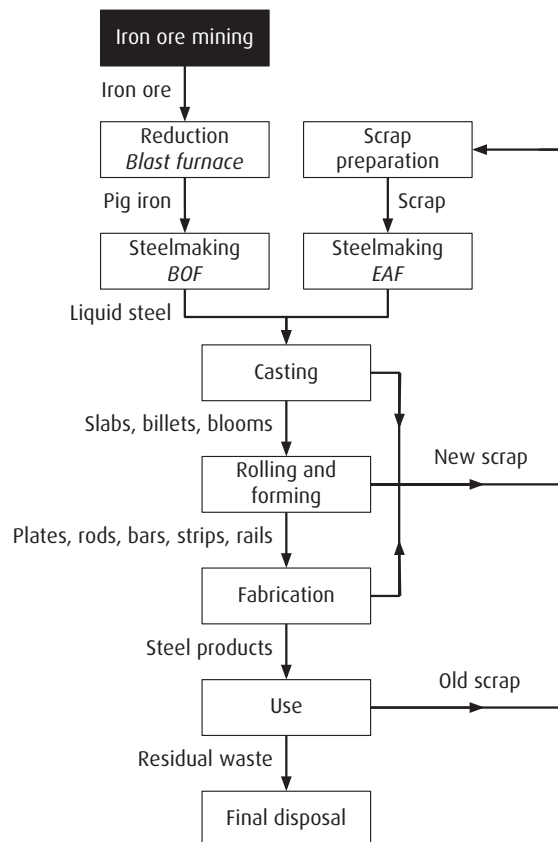 Iron ore mining
Iron ore
Reduction
Blast furnace
Scrap
preparation
Pig iron
Scrap
Steelmaking
BOF
Steelmaking
EAF
Liquid steel
Casting
Slabs, billets, blooms
Rolling and
forming
New scrap
Plates, rods, bars, strips, rails
Fabrication
Steel products
Use
Old scrap
Residual waste
Final disposal